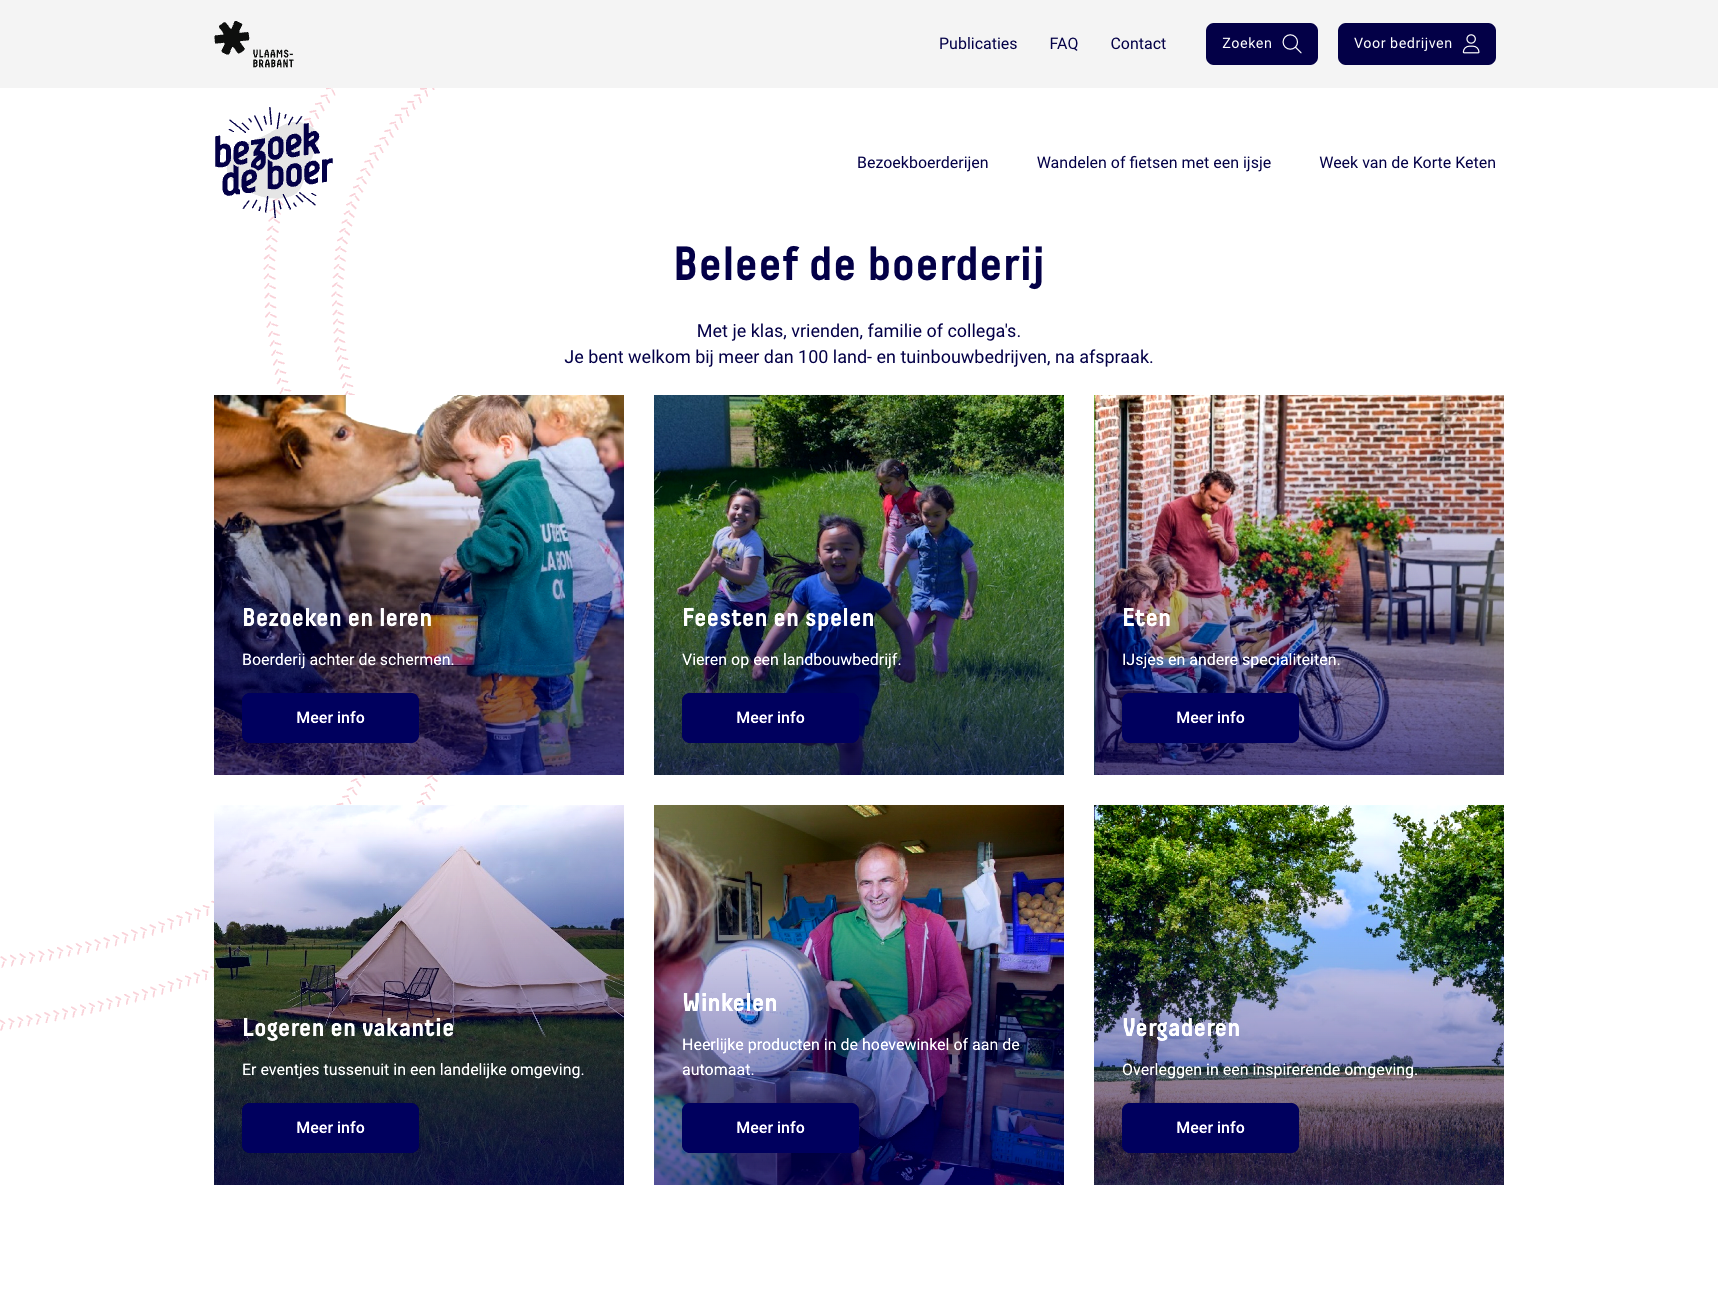 VLAAMS-
BRABANT
Publicaties
FAQ
Contact
Zoeken
Voor bedrijven
bezoek
de boer
Bezoekboerderijen
Wandelen of fietsen met een ijsje
Week van de Korte Keten
Beleef de boerderij
Met je klas, vrienden, familie of collega's.
Je bent welkom bij meer dan 100 land- en tuinbouwbedrijven, na afspraak.
Bezoeken en leren
Boerderij achter de schermen.
Meer info
Feesten en spelen
Vieren op een landbouwbedrijf.
Meer info
Eten
IJsjes en andere specialiteiten.
Meer info
Logeren en vakantie
Er eventjes tussenuit in een landelijke omgeving.
Meer info
Winkelen
Heerlijke producten in de hoevewinkel of aan de
automaat.
Meer info
Vergaderen
Overleggen in een inspirerende omgeving.
Meer info